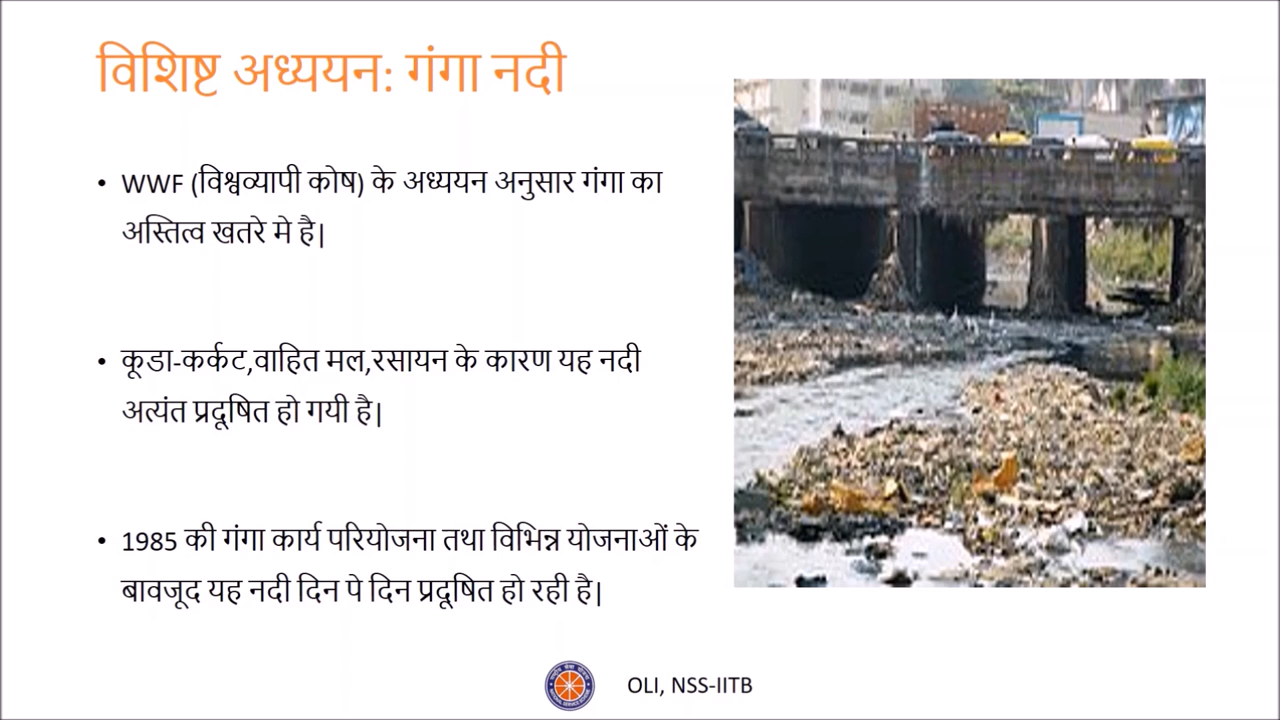 विशिष्ट अध्ययन: गंगा नदी
• WWF (विश्वव्यापी कोष) के अध्ययन अनुसार गंगा का
अस्तित्व खतरे मे है।
• कूडा-कर्कट,वाहित मल,रसायन के कारण यह नदी
अत्यंत प्रदूषित हो गयी है।
• 1985 की गंगा कार्य परियोजना तथा विभिन्न योजनाओं के
बावजूद यह नदी दिन पे दिन प्रदूषित हो रही है।
OLI, NSS-IITB